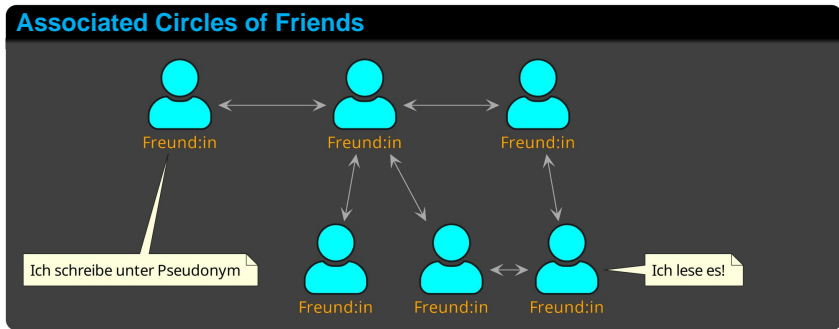 Associated Circles of Friends
Freund:in
Freund:in
Freund:in
Ich schreibe unter Pseudonym
Ich lese es!
Freund:in
Freund:in
Freund:in